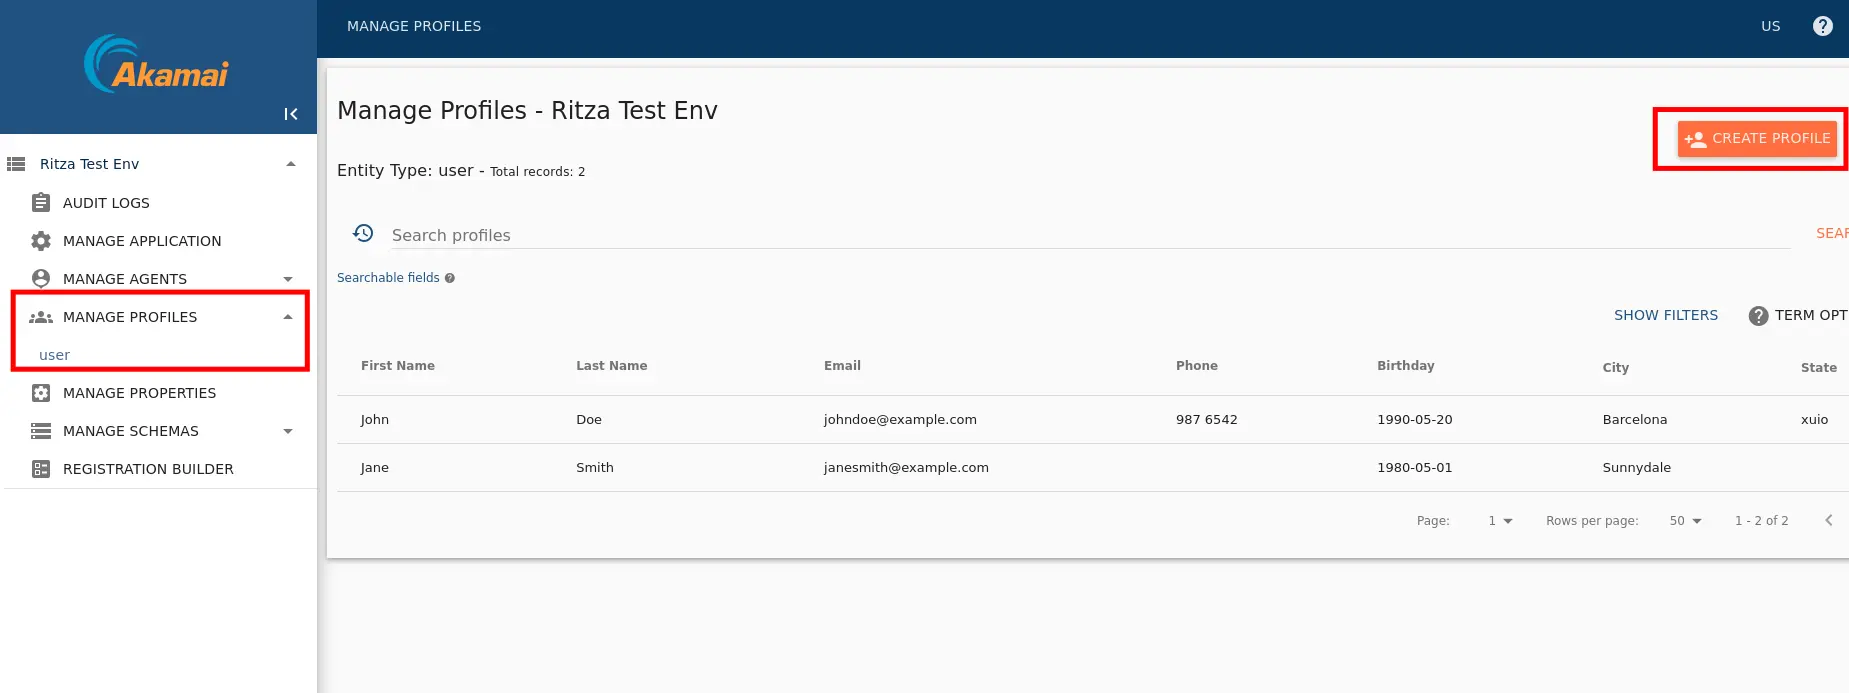 Akamai
Ritza Test Env
AUDIT LOGS
MANAGE APPLICATION
MANAGE AGENTS
MANAGE PROFILES
user
MANAGE PROPERTIES
MANAGE SCHEMAS
REGISTRATION BUILDER
MANAGE PROFILES US ?
Manage Profiles - Ritza Test Env
CREATE PROFILE
Entity Type: user - Total records: 2
Search profiles SEAR
Searchable fields ?
SHOW FILTERS ? TERM OPT
First Name Last Name Email Phone Birthday City State
John Doe johndoe@example.com 987 6542 1990-05-20 Barcelona xuio
Jane Smith janesmith@example.com 1980-05-01 Sunnydale
Page: 1 Rows per page: 50 1 - 2 of 2